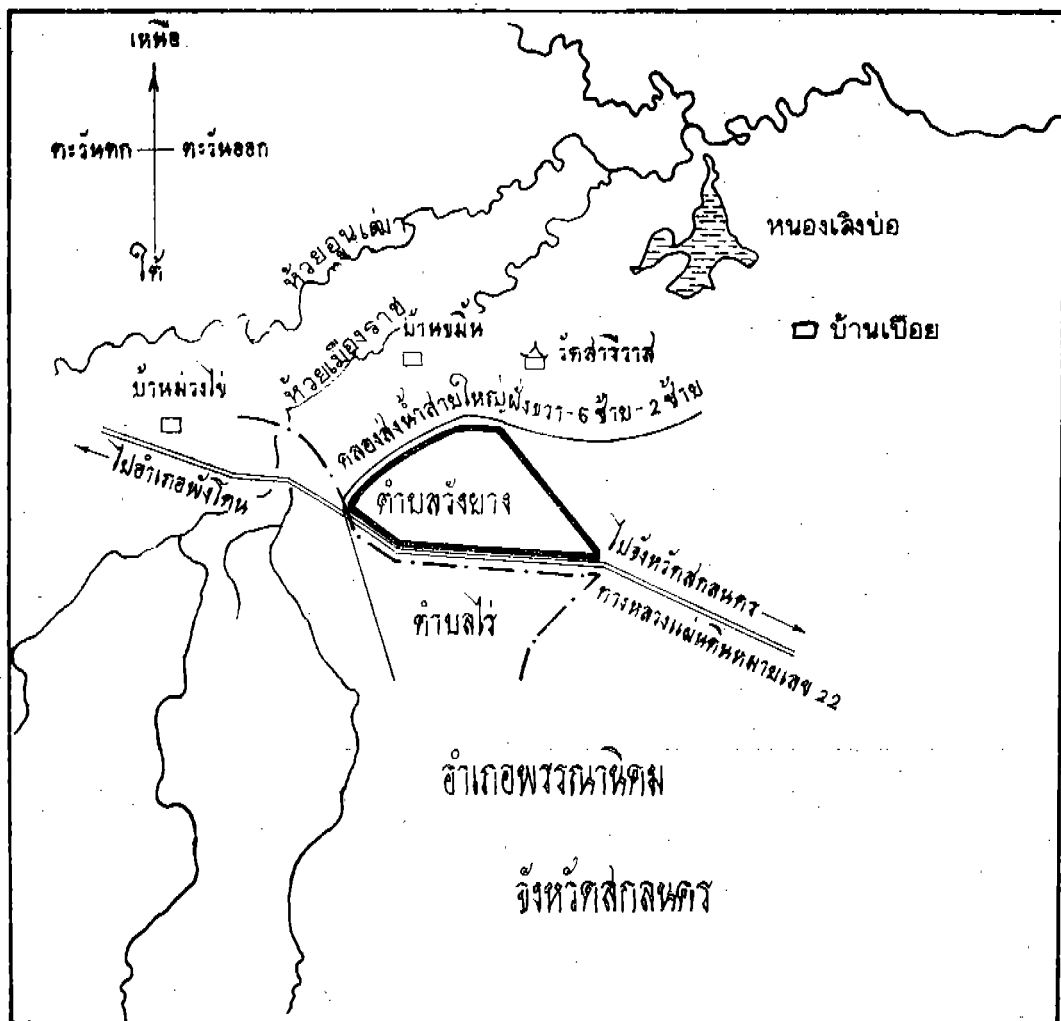 เหนือ
ตะวันตก
ตะวันออก
ใต้
ห้วยอูนเฒ่า
หนองเลิงบ่อ
ห้วยเมืองราช
บ้านขมิ้น
บ้านเปือย
วัดสารีวาส
บ้านม่วงไข่
คลองส่งน้ำสายใหญ่ฝั่งขวา-6 ซ้าย-2 ซ้าย
ไปอำเภอพังโคน
ตำบลวังยาง
ไปจังหวัดสกลนคร
ทางหลวงแผ่นดินหมายเลข 22
ตำบลไร่
อำเภอพรรณานิคม
จังหวัดสกลนคร